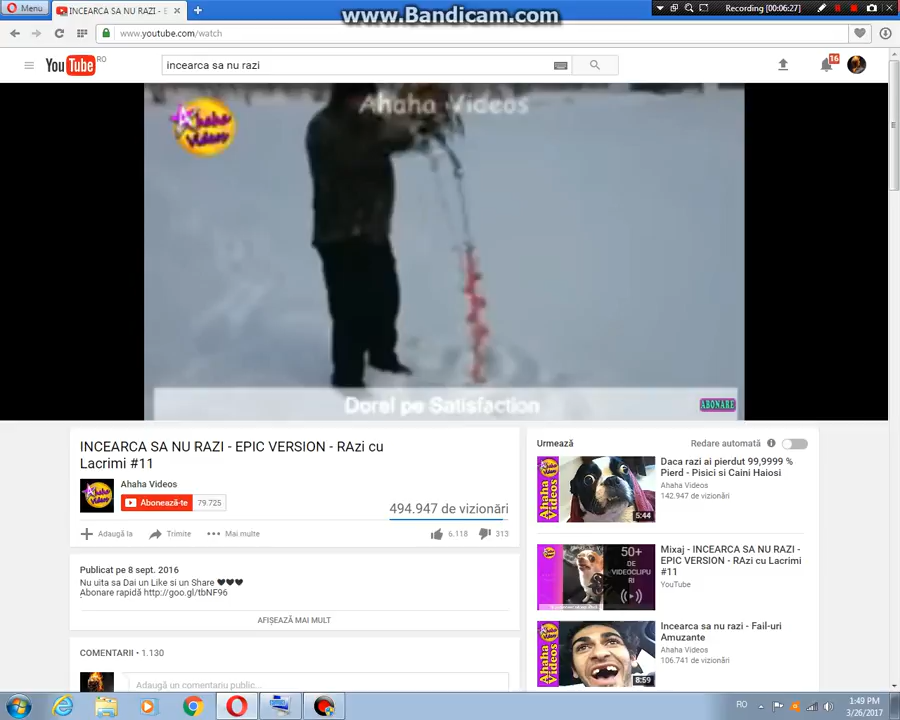 www.Bandicam.com
Menu
INCEARCA SA NU RAZI - E
Recording [00:06:27]
www.youtube.com/watch
YouTube RO
incearca sa nu razi
16
Ahaha Videos
Ahaha Videos
Dorel pe Satisfaction
ABONARE
INCEARCA SA NU RAZI - EPIC VERSION - RAzi cu
Lacrimi #11
Ahaha Videos
Abonează-te 79.725
494.947 de vizionări
Adaugă la Trimite Mai multe 6.118 313
Publicat pe 8 sept. 2016
Nu uita sa Dai un Like si un Share ♥♥♥
Abonare rapidă http://goo.gl/tbNF96
AFIȘEAZĂ MAI MULT
COMENTARII • 1.130
Adaugă un comentariu public...
Urmează Redare automată
Ahaha Videos
5:44
Daca razi ai pierdut 99,9999 %
Pierd - Pisici si Caini Haiosi
Ahaha Videos
142.947 de vizionări
50+
DE
VIDEOCLIPU
RI
Mixaj - INCEARCA SA NU RAZI -
EPIC VERSION - RAzi cu Lacrimi
#11
YouTube
Ahaha Videos
8:59
Incearca sa nu razi - Fail-uri
Amuzante
Ahaha Videos
106.741 de vizionări
RO
1:49 PM
3/26/2017